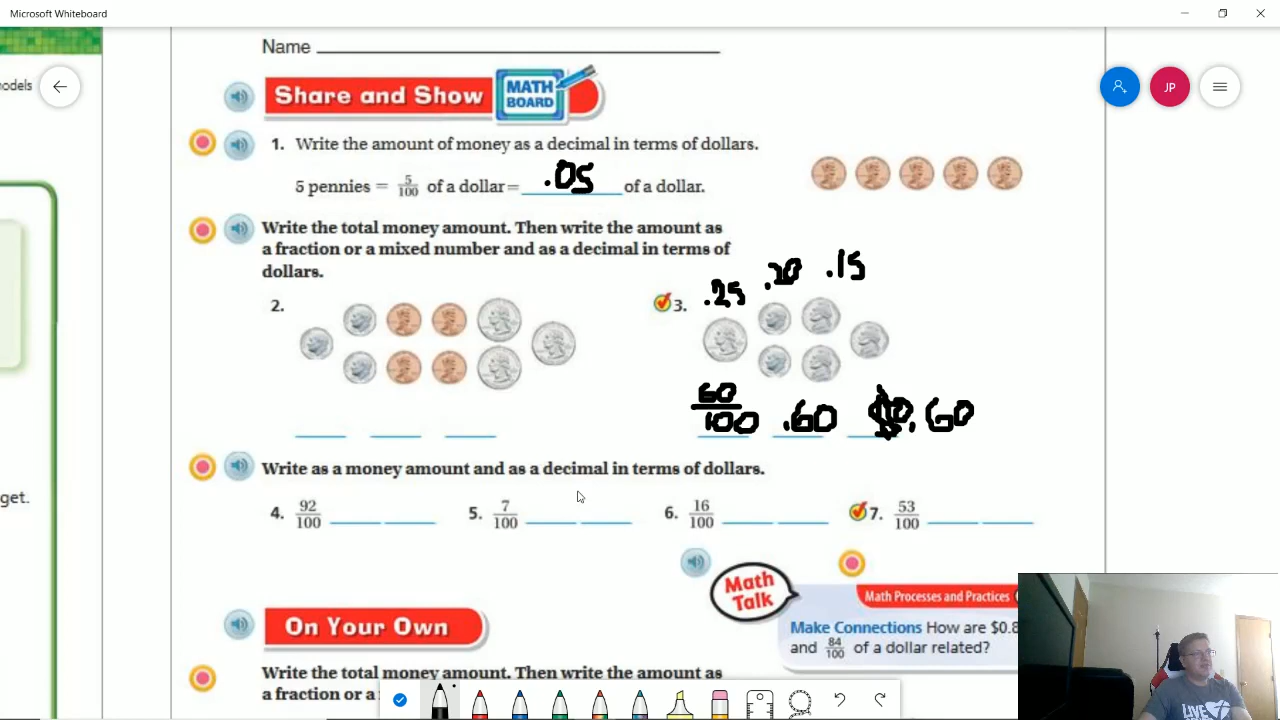 Microsoft Whiteboard
odels
JP
Name
Share and Show
MATH
BOARD
1. Write the amount of money as a decimal in terms of dollars.
5 pennies = 5/100 of a dollar= .05 of a dollar.
Write the total money amount. Then write the amount as
a fraction or a mixed number and as a decimal in terms of
dollars.
.25 .20 .15
2.
3.
60/100 .60 $0.60
Write as a money amount and as a decimal in terms of dollars.
get.
4. 92/100
5. 7/100
6. 16/100
7. 53/100
Math
Talk
Math Processes and Practices
Make Connections How are $0.8
and 84/100 of a dollar related?
On Your Own
Write the total money amount. Then write the amount as
a fraction or a
LIVE